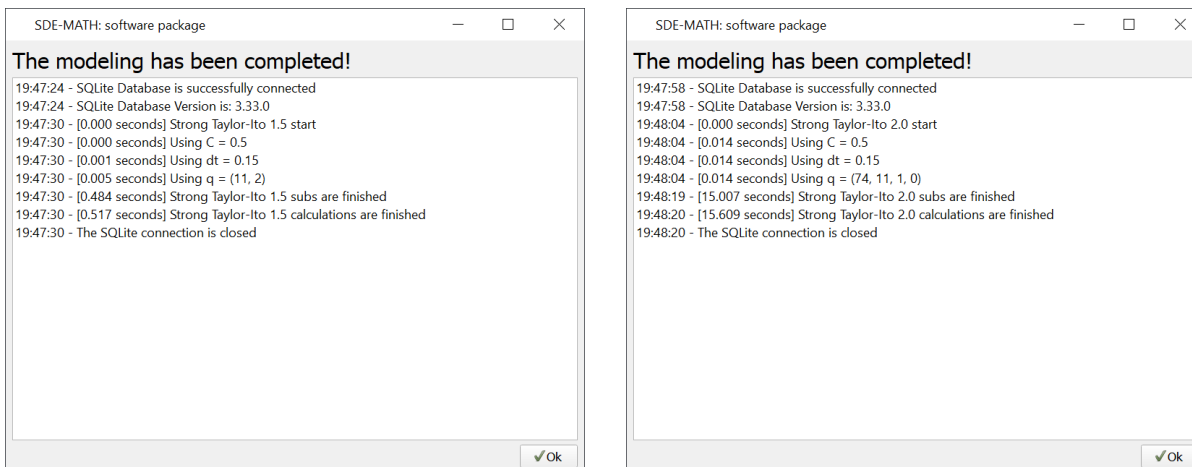 SDE-MATH: software package
The modeling has been completed!
19:47:24 - SQLite Database is successfully connected
19:47:24 - SQLite Database Version is: 3.33.0
19:47:30 - [0.000 seconds] Strong Taylor-Ito 1.5 start
19:47:30 - [0.000 seconds] Using C = 0.5
19:47:30 - [0.001 seconds] Using dt = 0.15
19:47:30 - [0.005 seconds] Using q = (11, 2)
19:47:30 - [0.484 seconds] Strong Taylor-Ito 1.5 subs are finished
19:47:30 - [0.517 seconds] Strong Taylor-Ito 1.5 calculations are finished
19:47:30 - The SQLite connection is closed
Ok
SDE-MATH: software package
The modeling has been completed!
19:47:58 - SQLite Database is successfully connected
19:47:58 - SQLite Database Version is: 3.33.0
19:48:04 - [0.000 seconds] Strong Taylor-Ito 2.0 start
19:48:04 - [0.014 seconds] Using C = 0.5
19:48:04 - [0.014 seconds] Using dt = 0.15
19:48:04 - [0.014 seconds] Using q = (74, 11, 1, 0)
19:48:19 - [15.007 seconds] Strong Taylor-Ito 2.0 subs are finished
19:48:20 - [15.609 seconds] Strong Taylor-Ito 2.0 calculations are finished
19:48:20 - The SQLite connection is closed
Ok